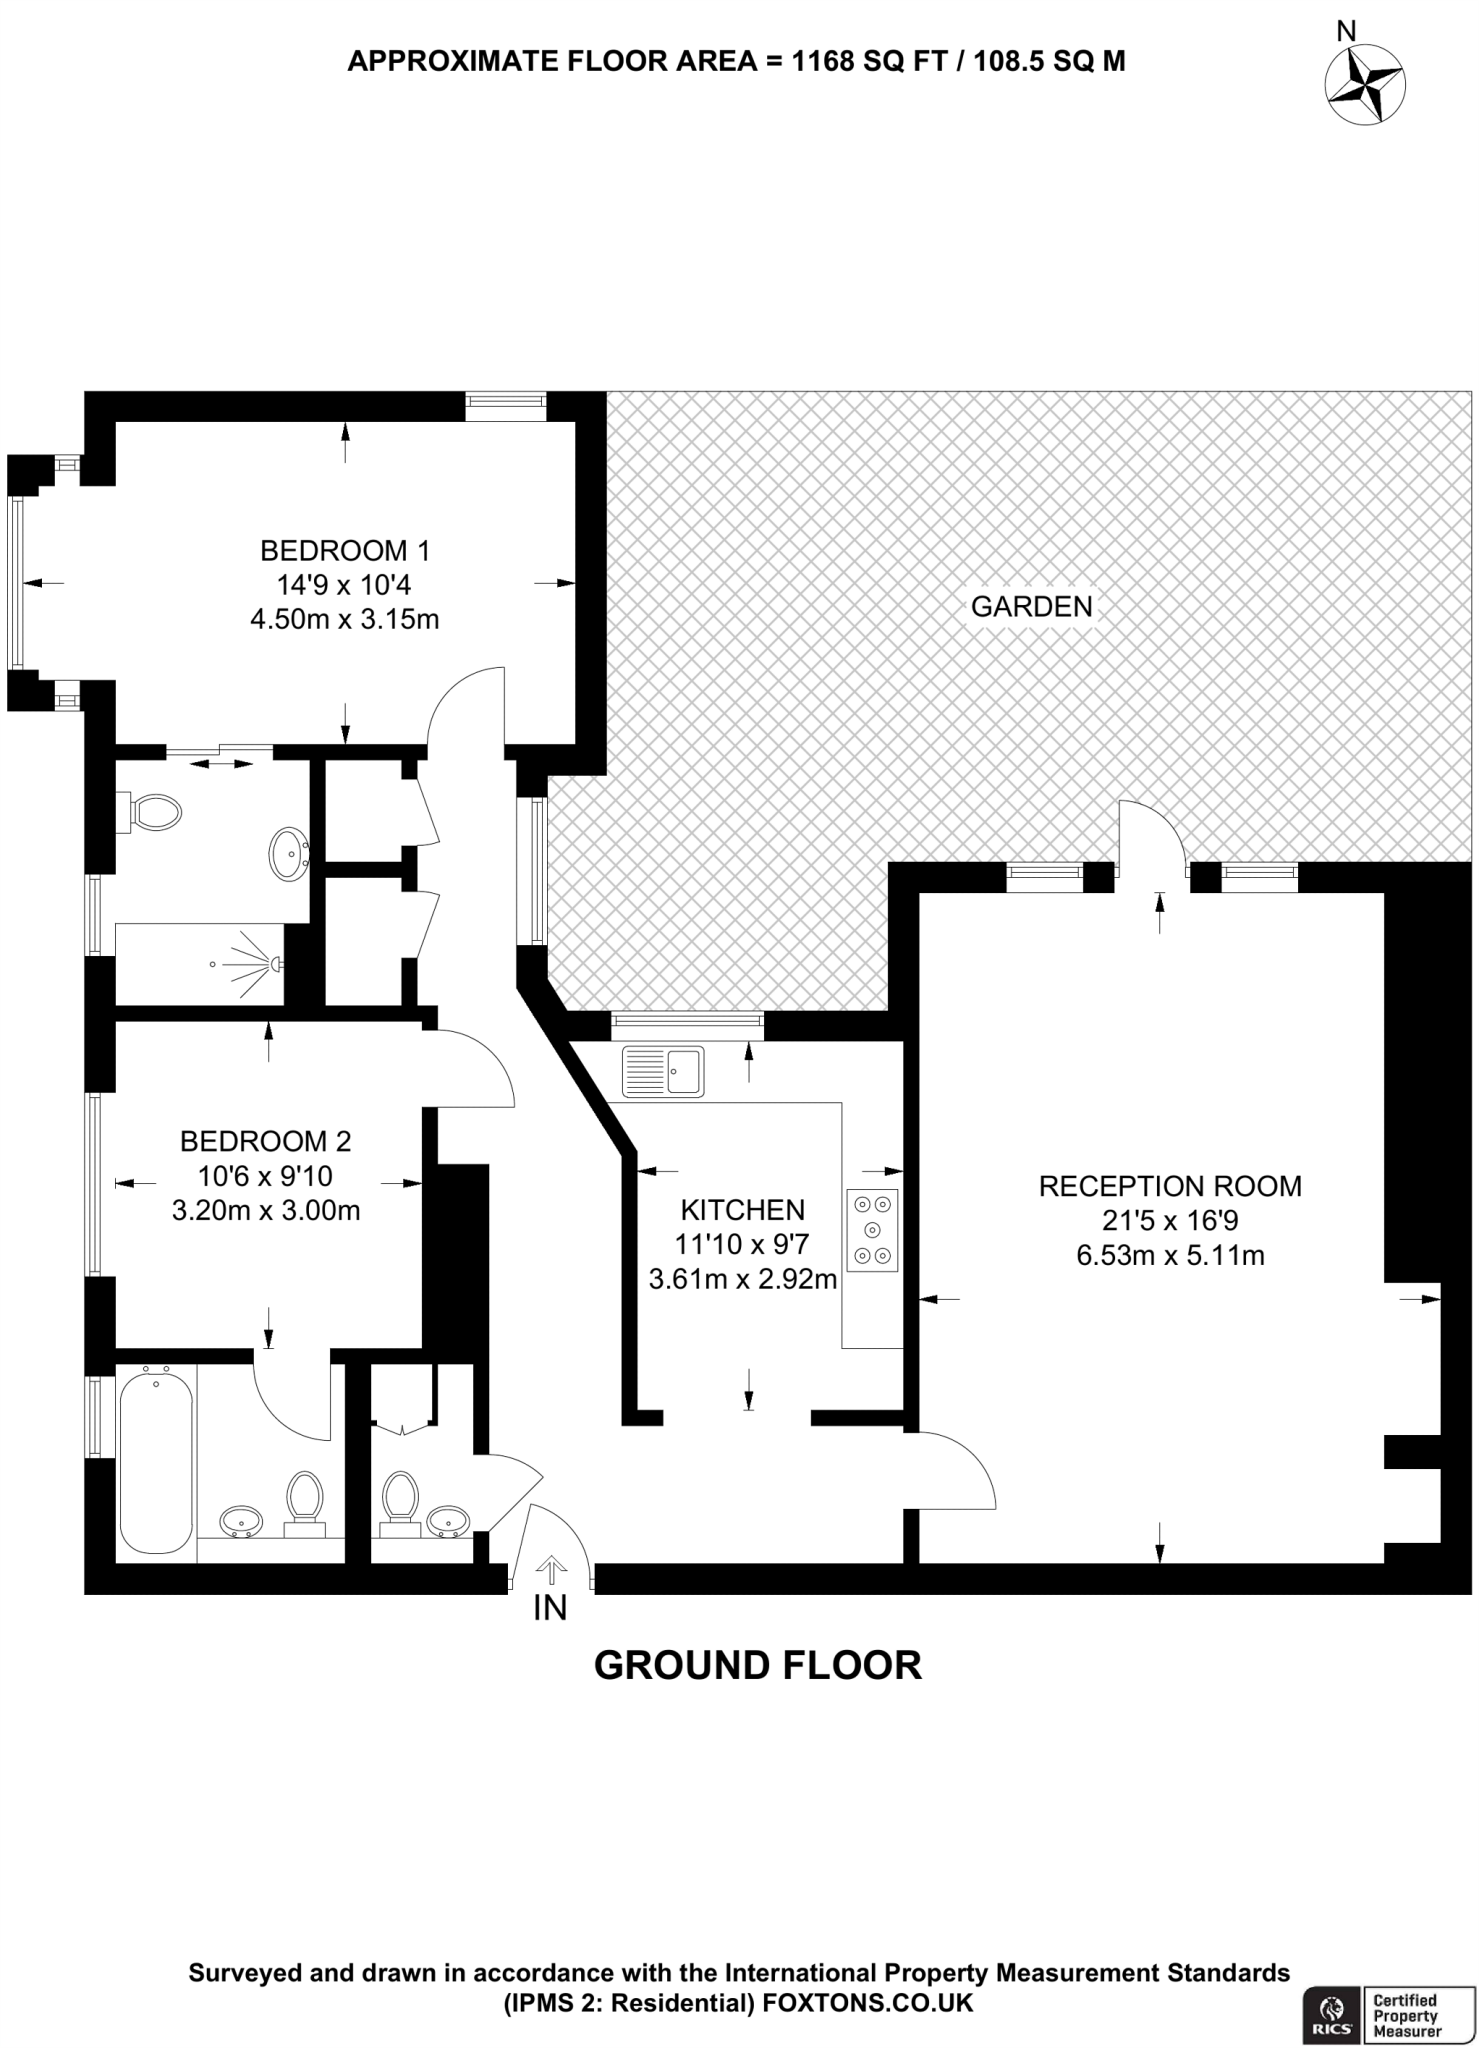 APPROXIMATE FLOOR AREA = 1168 SQ FT / 108.5 SQ M
N
BEDROOM 1
14'9 x 10'4
4.50m x 3.15m
GARDEN
BEDROOM 2
10'6 x 9'10
3.20m x 3.00m
KITCHEN
11'10 x 9'7
3.61m x 2.92m
RECEPTION ROOM
21'5 x 16'9
6.53m x 5.11m
IN
GROUND FLOOR
Surveyed and drawn in accordance with the International Property Measurement Standards
(IPMS 2: Residential) FOXTONS.CO.UK
RICS
Certified
Property
Measurer